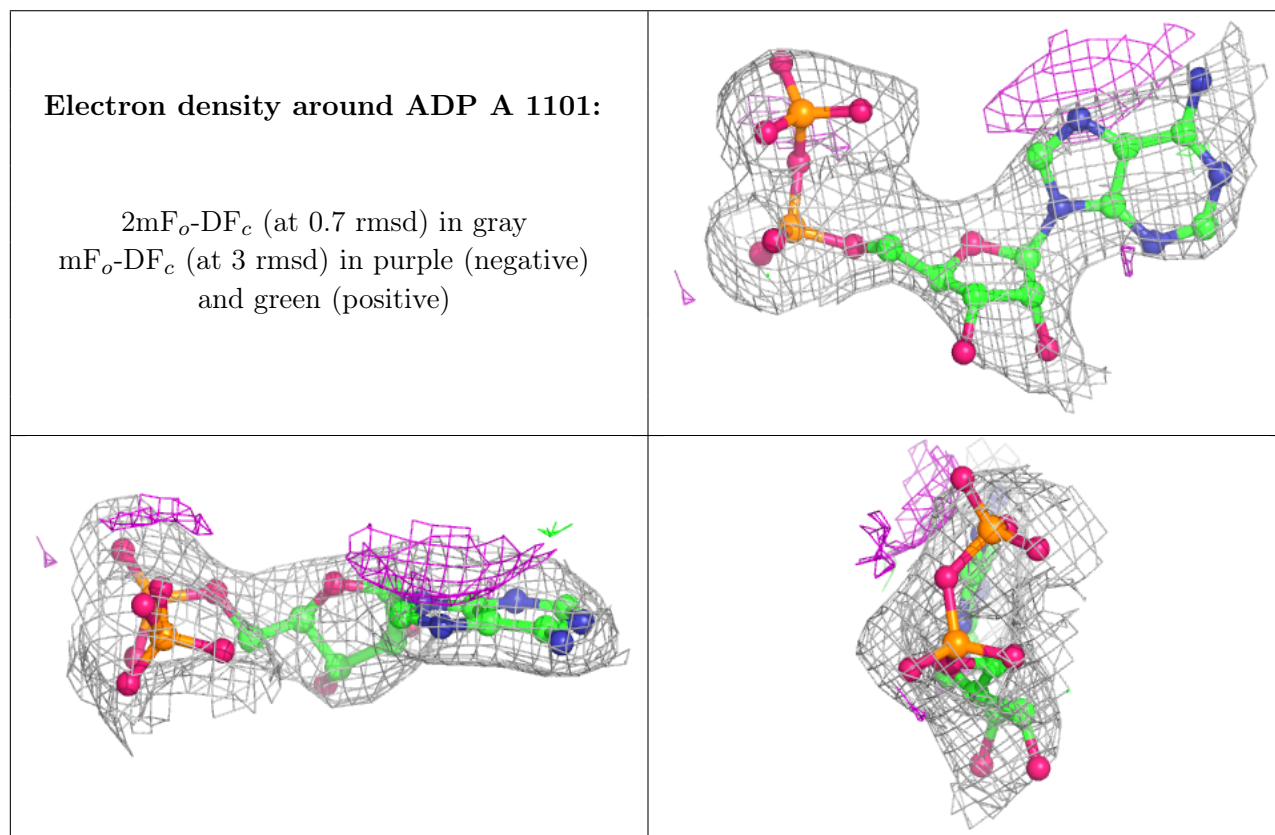 Electron density around ADP A 1101:
2mFo-DFc (at 0.7 rmsd) in gray
mFo-DFc (at 3 rmsd) in purple (negative)
and green (positive)